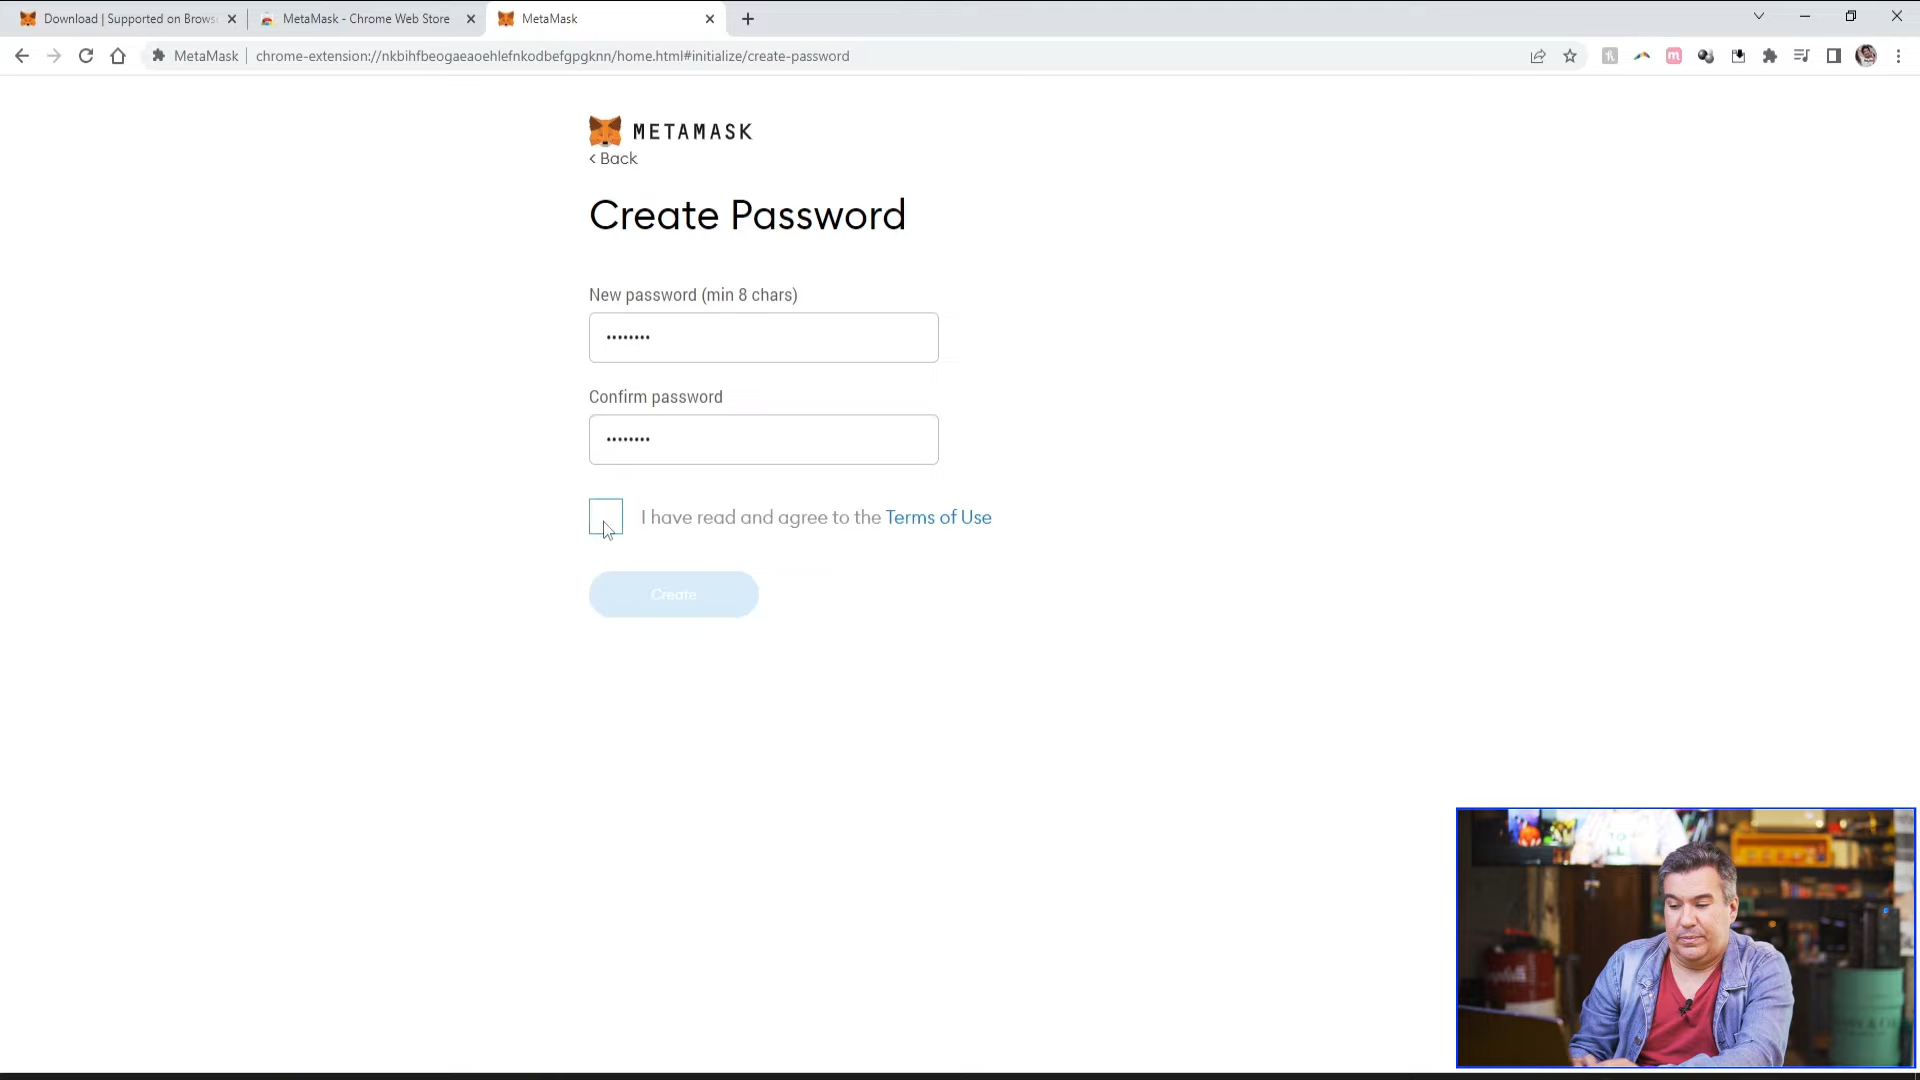 Download | Supported on Brows
MetaMask - Chrome Web Store
MetaMask
MetaMask
chrome-extension://nkbihfbeogaeaoehlefnkodbefgpgknn/home.html#initialize/create-password
METAMASK
< Back
Create Password
New password (min 8 chars)
••••••••
Confirm password
••••••••
I have read and agree to the Terms of Use
Create